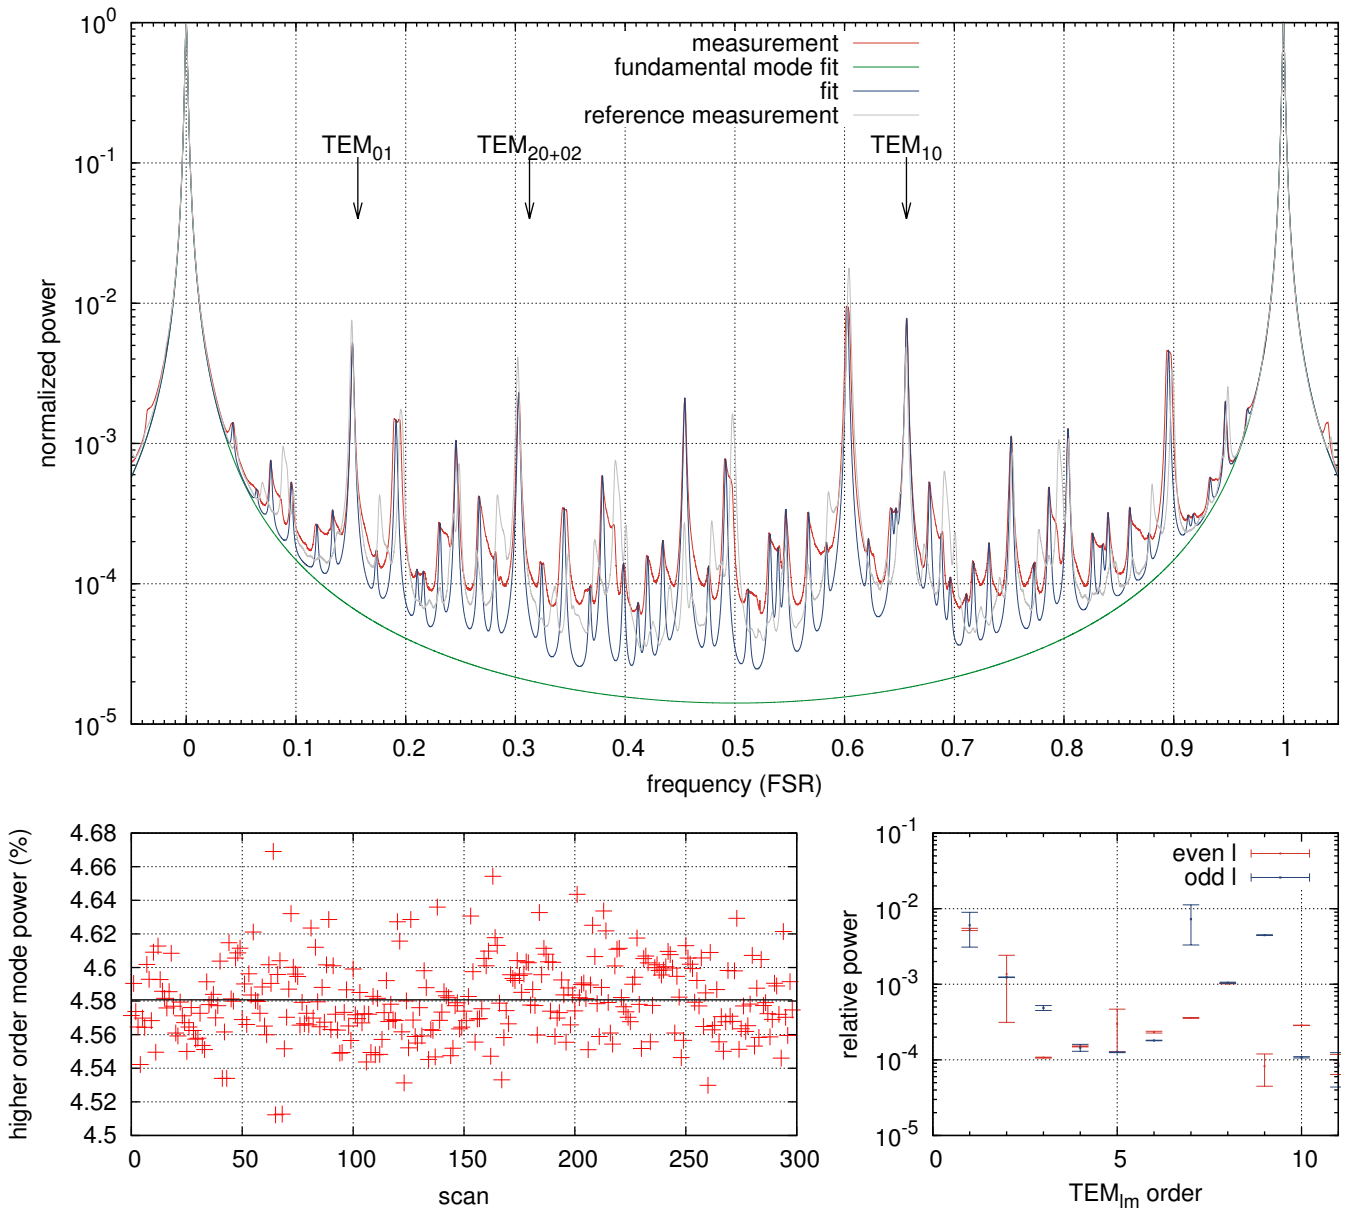 measurement
fundamental mode fit
fit
reference measurement
TEM01 TEM20+02 TEM10
normalized power
10^0
10^-1
10^-2
10^-3
10^-4
10^-5
0 0.1 0.2 0.3 0.4 0.5 0.6 0.7 0.8 0.9 1
frequency (FSR)
higher order mode power (%)
4.68
4.66
4.64
4.62
4.6
4.58
4.56
4.54
4.52
4.5
0 50 100 150 200 250 300
scan
relative power
10^-1
10^-2
10^-3
10^-4
10^-5
even l
odd l
0 5 10
TEMlm order